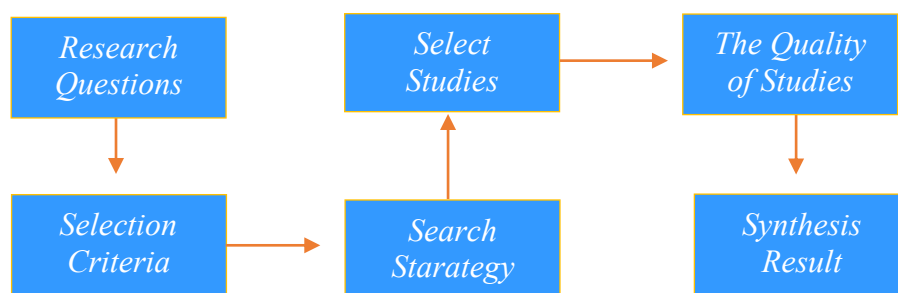 Research
Questions
Selection
Criteria
Search
Starategy
Select
Studies
The Quality
of Studies
Synthesis
Result